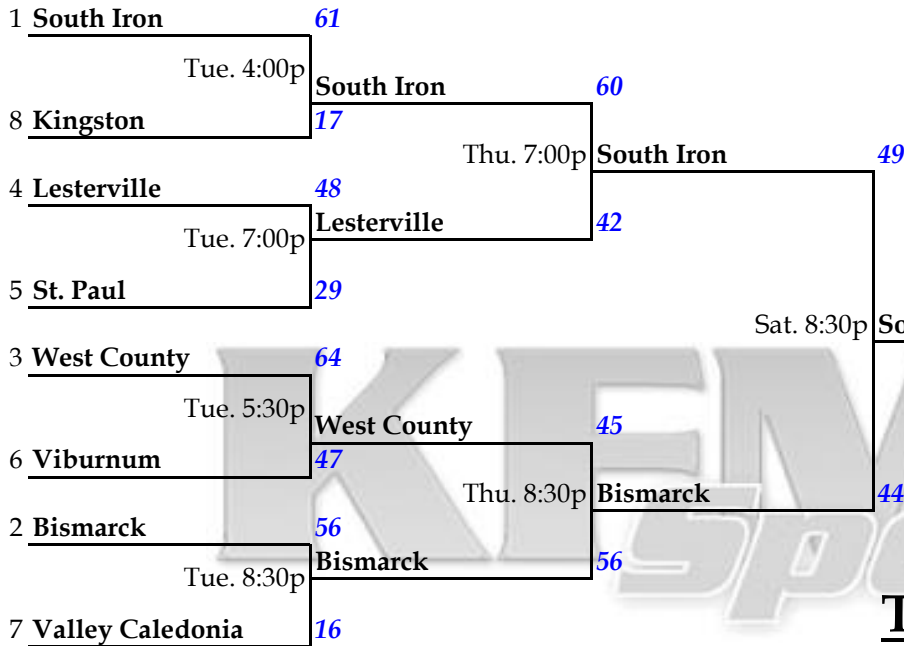 1 South Iron 61
Tue. 4:00p
South Iron 60
8 Kingston 17
Thu. 7:00p South Iron 49
4 Lesterville 48
Tue. 7:00p
Lesterville 42
5 St. Paul 29
Sat. 8:30p
3 West County 64
Tue. 5:30p
West County 45
6 Viburnum 47
Thu. 8:30p Bismarck 44
2 Bismarck 56
Tue. 8:30p
Bismarck 56
7 Valley Caledonia 16